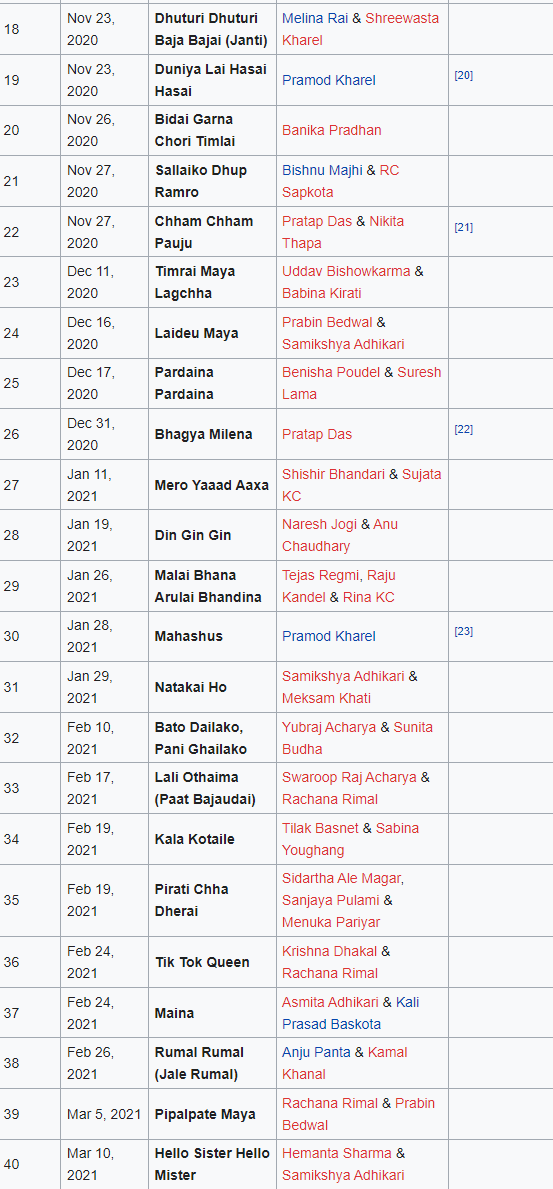 18
Nov 23,
2020
Dhuturi Dhuturi
Baja Bajai (Janti)
Melina Rai & Shreewasta
Kharel
19
Nov 23,
2020
Duniya Lai Hasai
Hasai
Pramod Kharel
[20]
20
Nov 26,
2020
Bidai Garna
Chori Timlai
Banika Pradhan
21
Nov 27,
2020
Sallaiko Dhup
Ramro
Bishnu Majhi & RC
Sapkota
22
Nov 27,
2020
Chham Chham
Pauju
Pratap Das & Nikita
Thapa
[21]
23
Dec 11,
2020
Timrai Maya
Lagchha
Uddav Bishowkarma &
Babina Kirati
24
Dec 16,
2020
Laideu Maya
Prabin Bedwal &
Samikshya Adhikari
25
Dec 17,
2020
Pardaina
Pardaina
Benisha Poudel & Suresh
Lama
26
Dec 31,
2020
Bhagya Milena
Pratap Das
[22]
27
Jan 11,
2021
Mero Yaaad Aaxa
Shishir Bhandari & Sujata
KC
28
Jan 19,
2021
Din Gin Gin
Naresh Jogi & Anu
Chaudhary
29
Jan 26,
2021
Malai Bhana
Arulai Bhandina
Tejas Regmi, Raju
Kandel & Rina KC
30
Jan 28,
2021
Mahashus
Pramod Kharel
[23]
31
Jan 29,
2021
Natakai Ho
Samikshya Adhikari &
Meksam Khati
32
Feb 10,
2021
Bato Dailako,
Pani Ghailako
Yubraj Acharya & Sunita
Budha
33
Feb 17,
2021
Lali Othaima
(Paat Bajaudai)
Swaroop Raj Acharya &
Rachana Rimal
34
Feb 19,
2021
Kala Kotaile
Tilak Basnet & Sabina
Youghang
35
Feb 19,
2021
Pirati Chha
Dherai
Sidartha Ale Magar,
Sanjaya Pulami &
Menuka Pariyar
36
Feb 24,
2021
Tik Tok Queen
Krishna Dhakal &
Rachana Rimal
37
Feb 24,
2021
Maina
Asmita Adhikari & Kali
Prasad Baskota
38
Feb 26,
2021
Rumal Rumal
(Jale Rumal)
Anju Panta & Kamal
Khanal
39
Mar 5, 2021
Pipalpate Maya
Rachana Rimal & Prabin
Bedwal
40
Mar 10,
2021
Hello Sister Hello
Mister
Hemanta Sharma &
Samikshya Adhikari